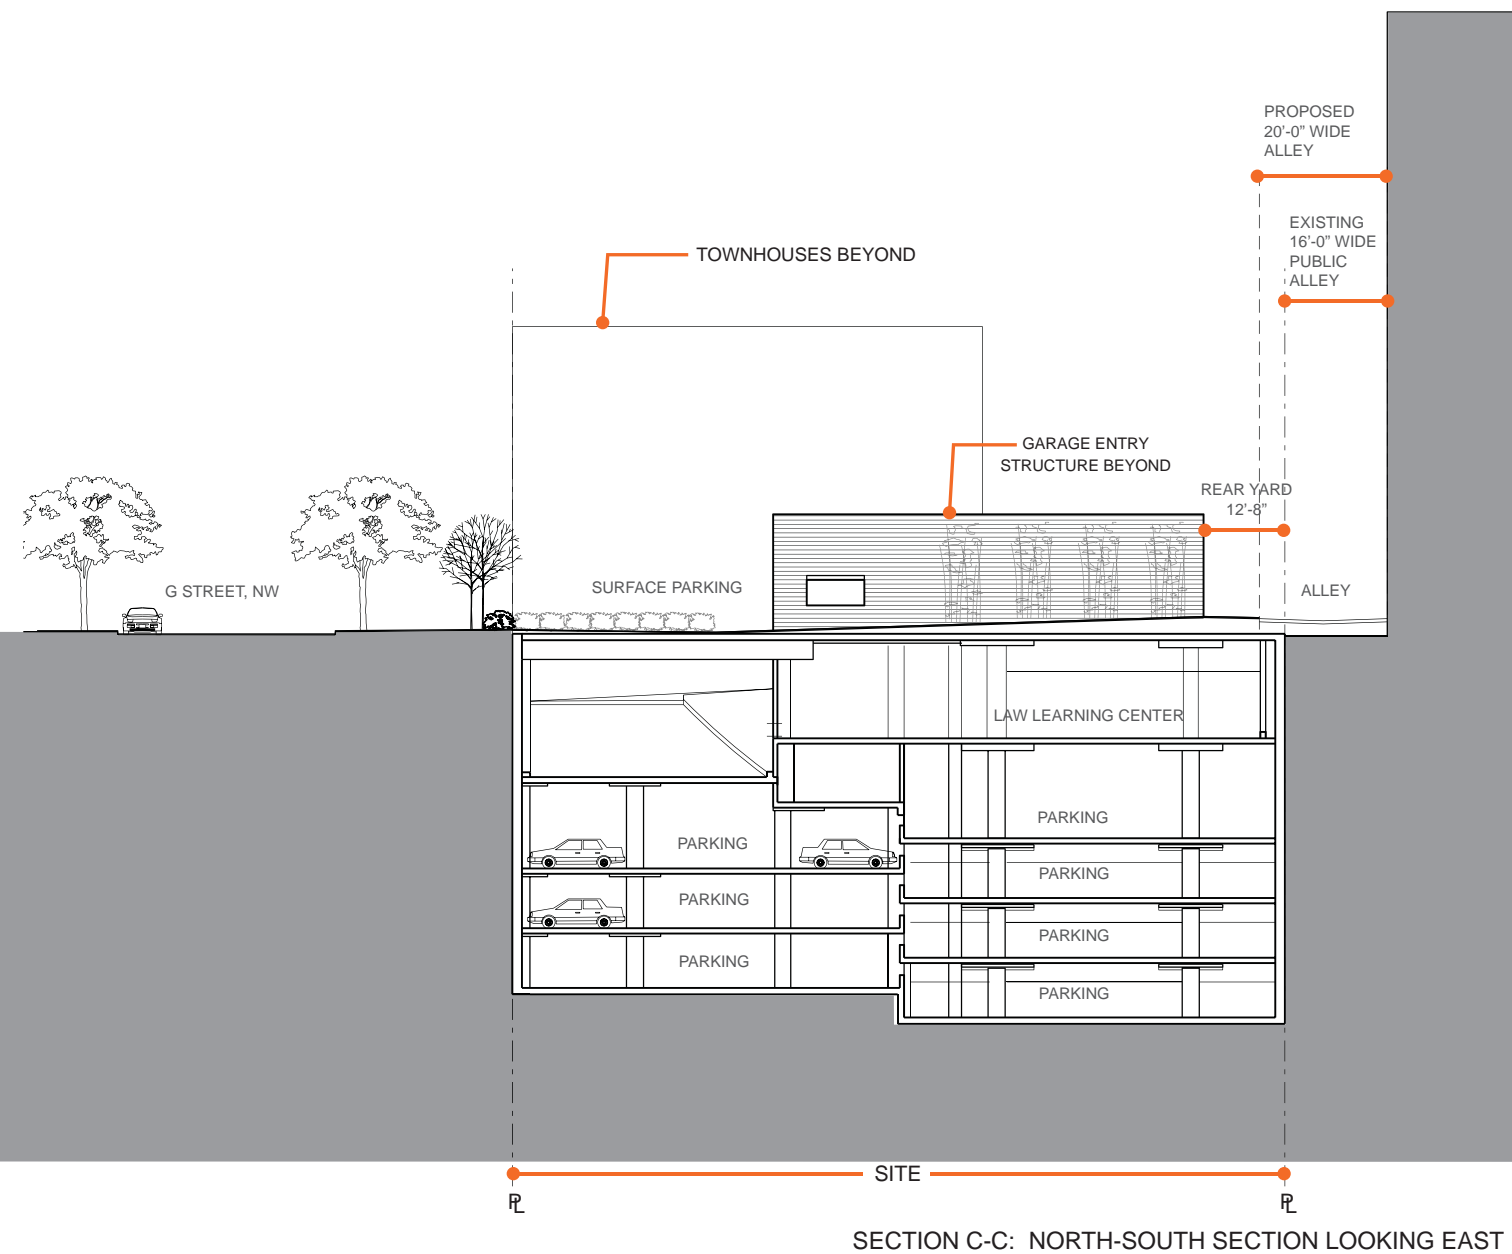 PROPOSED
20'-0” WIDE
ALLEY
EXISTING
16'-0” WIDE
PUBLIC
ALLEY
TOWNHOUSES BEYOND
GARAGE ENTRY
STRUCTURE BEYOND
REAR YARD
12'-8”
G STREET, NW
SURFACE PARKING
ALLEY
LAW LEARNING CENTER
PARKING
PARKING
PARKING
PARKING
PARKING
PARKING
PARKING
SITE
PL
PL
SECTION C-C: NORTH-SOUTH SECTION LOOKING EAST